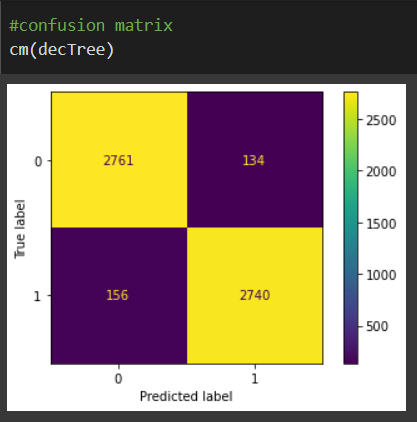 #confusion matrix
cm(decTree)
0 2761 134
2500
2000
1500
True label
1000
1 156 2740
500
0 1
Predicted label